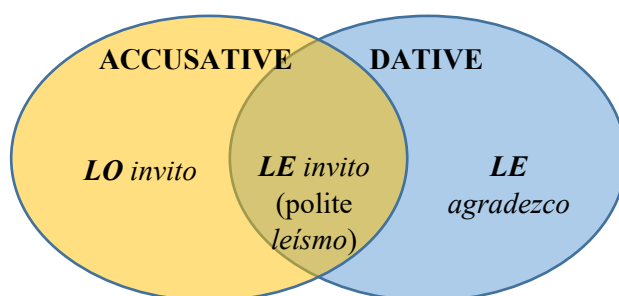 ACCUSATIVE
DATIVE
LO invito
LE invito
(polite
leísmo)
LE
agradezco